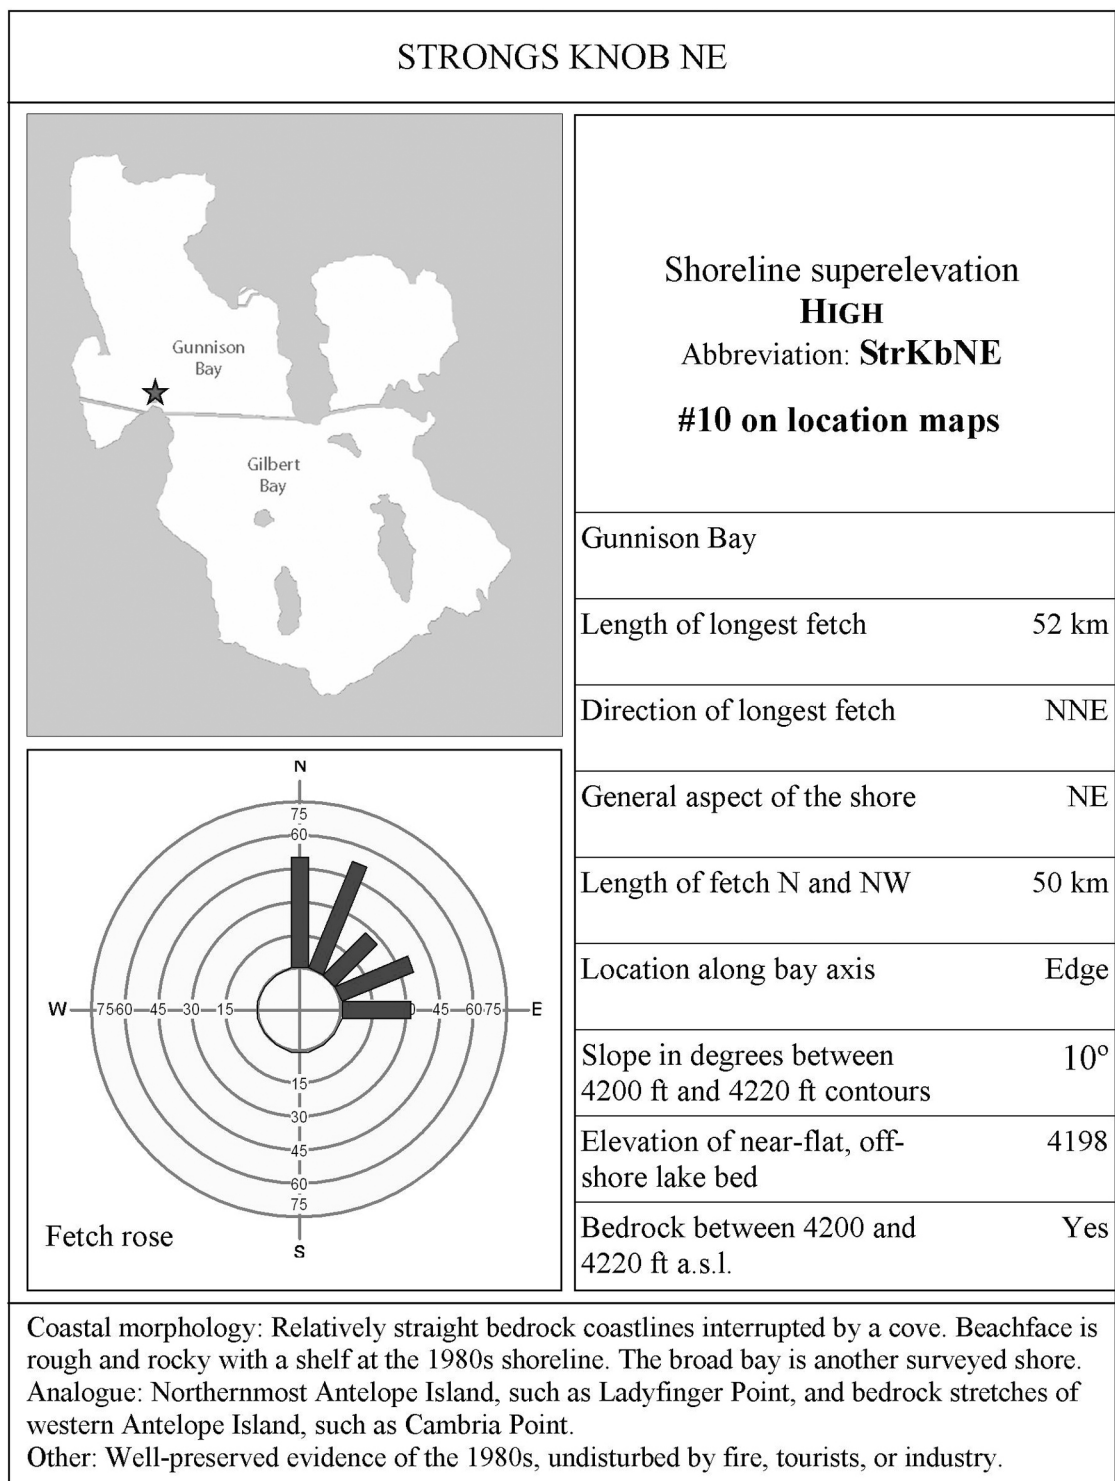 STRONGS KNOB NE
Gunnison
Bay
Gilbert
Bay
Shoreline superelevation
HIGH
Abbreviation: StrKbNE
#10 on location maps
Gunnison Bay
Length of longest fetch 52 km
Direction of longest fetch NNE
General aspect of the shore NE
Length of fetch N and NW 50 km
Location along bay axis Edge
Slope in degrees between 10º
4200 ft and 4220 ft contours
Elevation of near-flat, off- 4198
shore lake bed
Bedrock between 4200 and Yes
4220 ft a.s.l.
N
75
60
W 75 60 45 30 15 45 60 75 E
15
30
45
60
75
S
Fetch rose
Coastal morphology: Relatively straight bedrock coastlines interrupted by a cove. Beachface is
rough and rocky with a shelf at the 1980s shoreline. The broad bay is another surveyed shore.
Analogue: Northernmost Antelope Island, such as Ladyfinger Point, and bedrock stretches of
western Antelope Island, such as Cambria Point.
Other: Well-preserved evidence of the 1980s, undisturbed by fire, tourists, or industry.